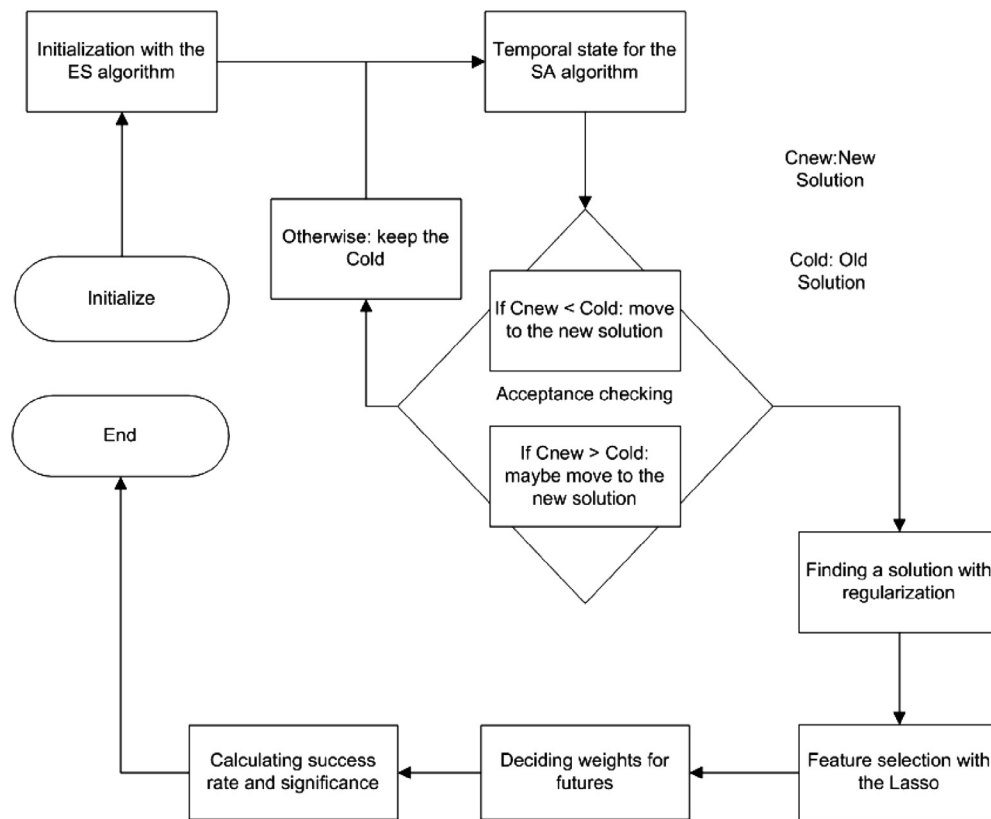 Initialization with the
ES algorithm
Temporal state for the
SA algorithm
Cnew:New
Solution
Otherwise: keep the
Cold
Cold: Old
Solution
Initialize
If Cnew < Cold: move
to the new solution
Acceptance checking
End
If Cnew > Cold:
maybe move to the
new solution
Finding a solution with
regularization
Calculating success
rate and significance
Deciding weights for
futures
Feature selection with
the Lasso